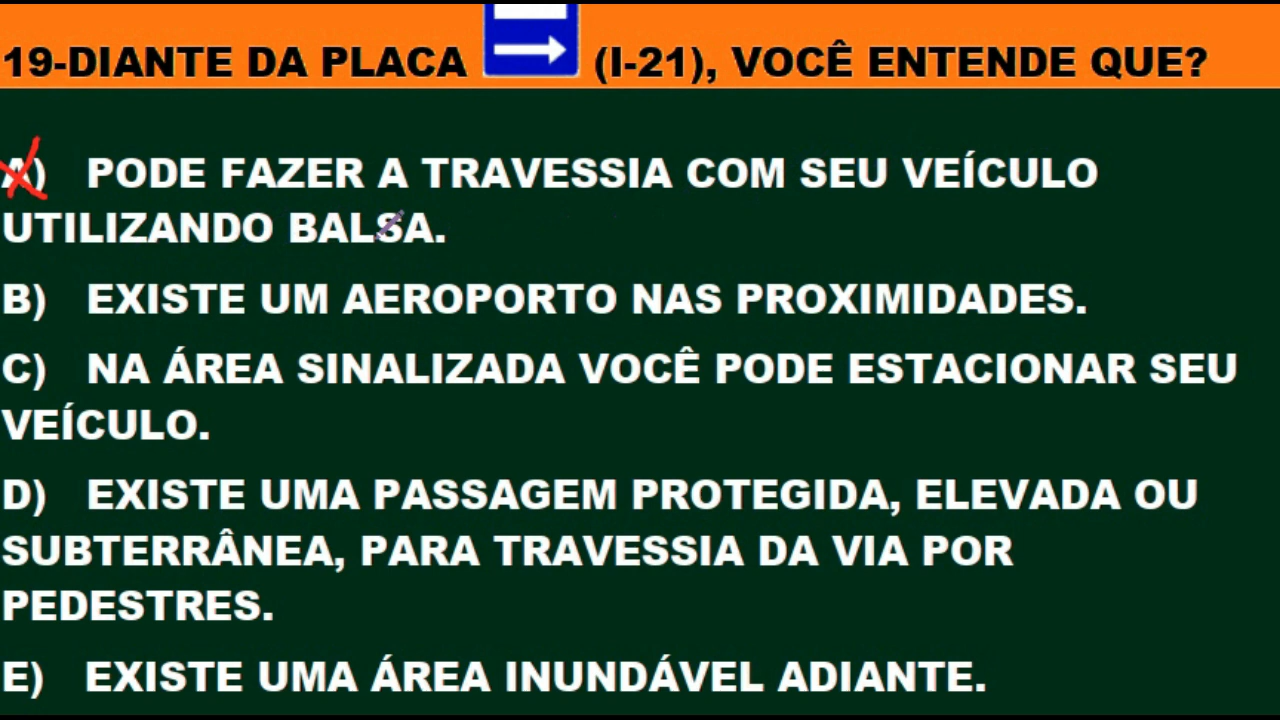 19-DIANTE DA PLACA (I-21), VOCÊ ENTENDE QUE?
A) PODE FAZER A TRAVESSIA COM SEU VEÍCULO
UTILIZANDO BALSA.
B) EXISTE UM AEROPORTO NAS PROXIMIDADES.
C) NA ÁREA SINALIZADA VOCÊ PODE ESTACIONAR SEU
VEÍCULO.
D) EXISTE UMA PASSAGEM PROTEGIDA, ELEVADA OU
SUBTERRÂNEA, PARA TRAVESSIA DA VIA POR
PEDESTRES.
E) EXISTE UMA ÁREA INUNDÁVEL ADIANTE.